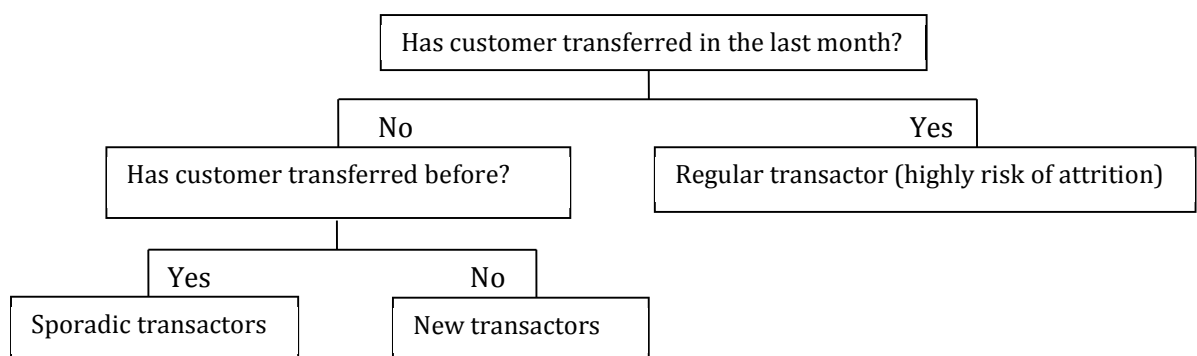 Has customer transferred in the last month?
No
Yes
Has customer transferred before?
Regular transactor (highly risk of attrition)
Yes
No
Sporadic transactors
New transactors